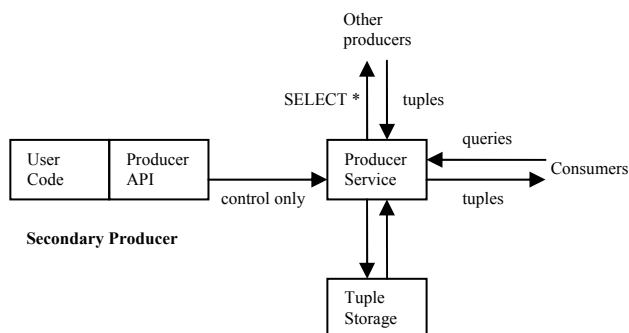 Other
producers
SELECT *
tuples
queries
User
Code
Producer
API
Producer
Service
Consumers
control only
tuples
Secondary Producer
Tuple
Storage